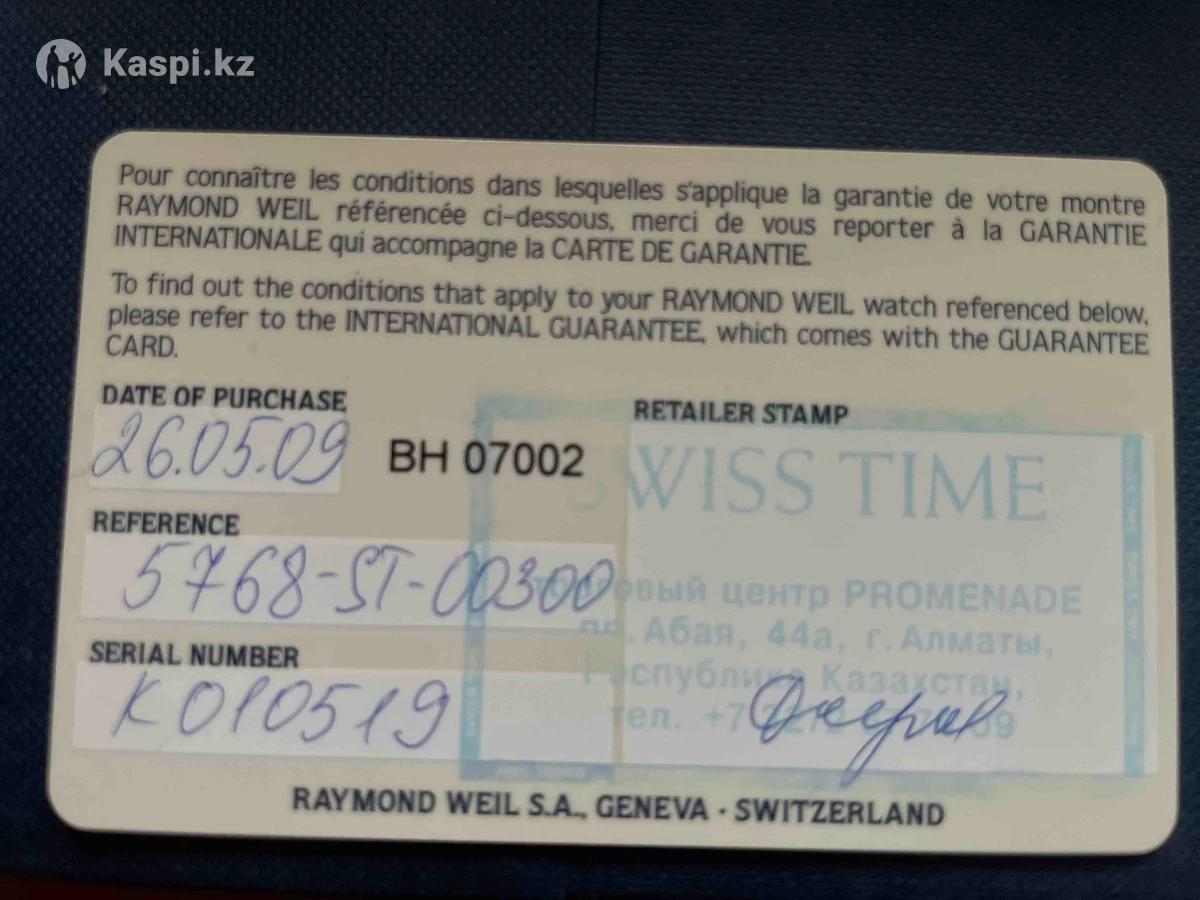 Kaspi.kz
Pour connaître les conditions dans lesquelles s'applique la garantie de votre montre
RAYMOND WEIL référencée ci-dessous, merci de vous reporter à la GARANTIE
INTERNATIONALE qui accompagne la CARTE DE GARANTIE.
To find out the conditions that apply to your RAYMOND WEIL watch referenced below,
please refer to the INTERNATIONAL GUARANTEE, which comes with the GUARANTEE
CARD.
DATE OF PURCHASE
26.05.09
BH 07002
REFERENCE
5768-ST-00300
SERIAL NUMBER
K010519
RETAILER STAMP
SWISS TIME
Торговый центр PROMENADE
пр. Абая, 44а, г. Алматы,
Республика Казахстан,
тел.
RAYMOND WEIL S.A., GENEVA · SWITZERLAND